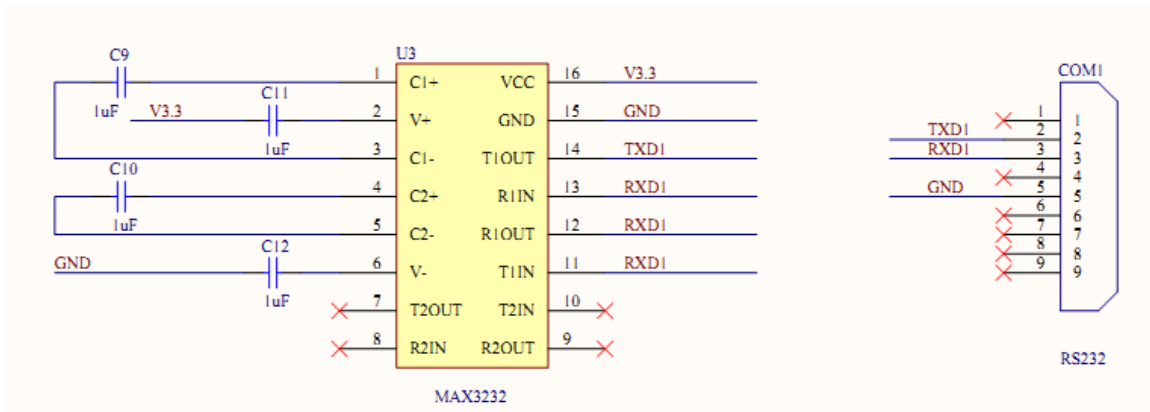 U3
C9
1uF
1
C1+
VCC
16
V3.3
V3.3
C11
1uF
2
V+
GND
15
GND
3
C1-
T1OUT
14
TXD1
C10
1uF
4
C2+
R1IN
13
RXD1
5
C2-
R1OUT
12
RXD1
GND
C12
1uF
6
V-
T1IN
11
RXD1
7
T2OUT
T2IN
10
8
R2IN
R2OUT
9
MAX3232
COM1
1
1
TXD1
2
2
RXD1
3
3
4
4
GND
5
5
6
6
7
7
8
8
9
9
RS232